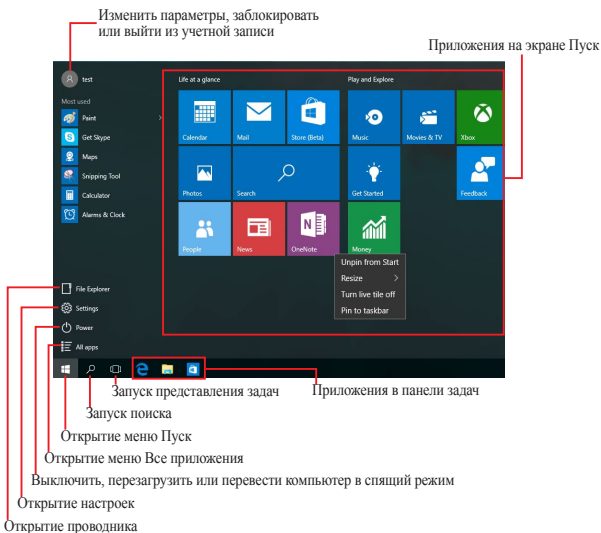 Изменить параметры, заблокировать
или выйти из учетной записи
Приложения на экране Пуск
test
Life at a glance
Play and Explore
Most used
Paint
Get Skype
Maps
Snipping Tool
Calculator
Alarms & Clock
Calendar
Mail
Store (Beta)
Music
Movies & TV
Xbox
Photos
Search
Get Started
Feedback
People
News
OneNote
Money
Unpin from Start
Resize
Turn live tile off
Pin to taskbar
File Explorer
Settings
Power
All apps
Запуск представления задач
Приложения в панели задач
Запуск поиска
Открытие меню Пуск
Открытие меню Все приложения
Выключить, перезагрузить или перевести компьютер в спящий режим
Открытие настроек
Открытие проводника